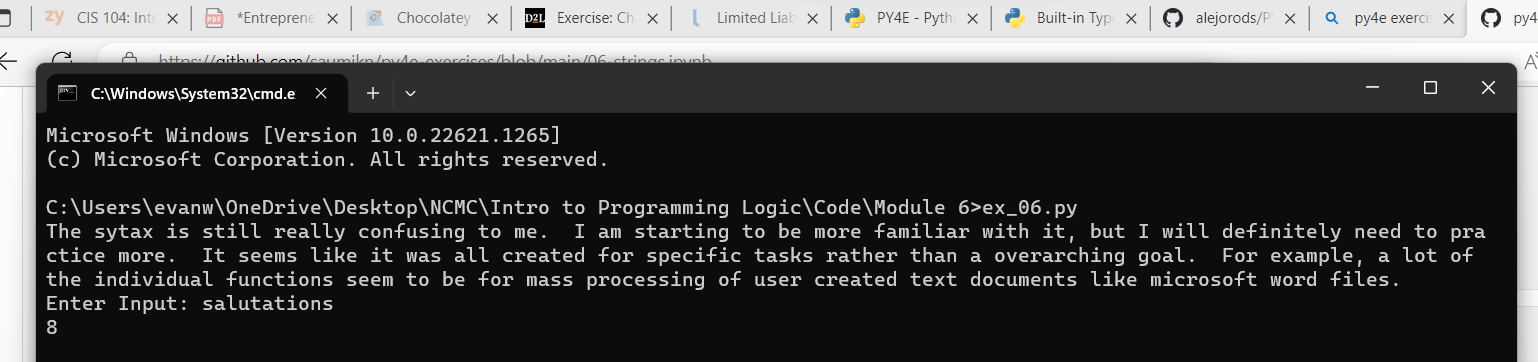 CIS 104: Intr
PDF
*Entreprene
Chocolatey
D2L
Exercise: Ch
Limited Liab
PY4E - Pytho
Built-in Type
alejorods/P
py4e exercis
py4
https://github.com/saumikn/py4e-exercises/blob/main/06-strings.ipynb
C:\Windows\System32\cmd.e
Microsoft Windows [Version 10.0.22621.1265]
(c) Microsoft Corporation. All rights reserved.
C:\Users\evanw\OneDrive\Desktop\NCMC\Intro to Programming Logic\Code\Module 6>ex_06.py
The sytax is still really confusing to me.  I am starting to be more familiar with it, but I will definitely need to pra
ctice more.  It seems like it was all created for specific tasks rather than a overarching goal.  For example, a lot of
the individual functions seem to be for mass processing of user created text documents like microsoft word files.
Enter Input: salutations
8